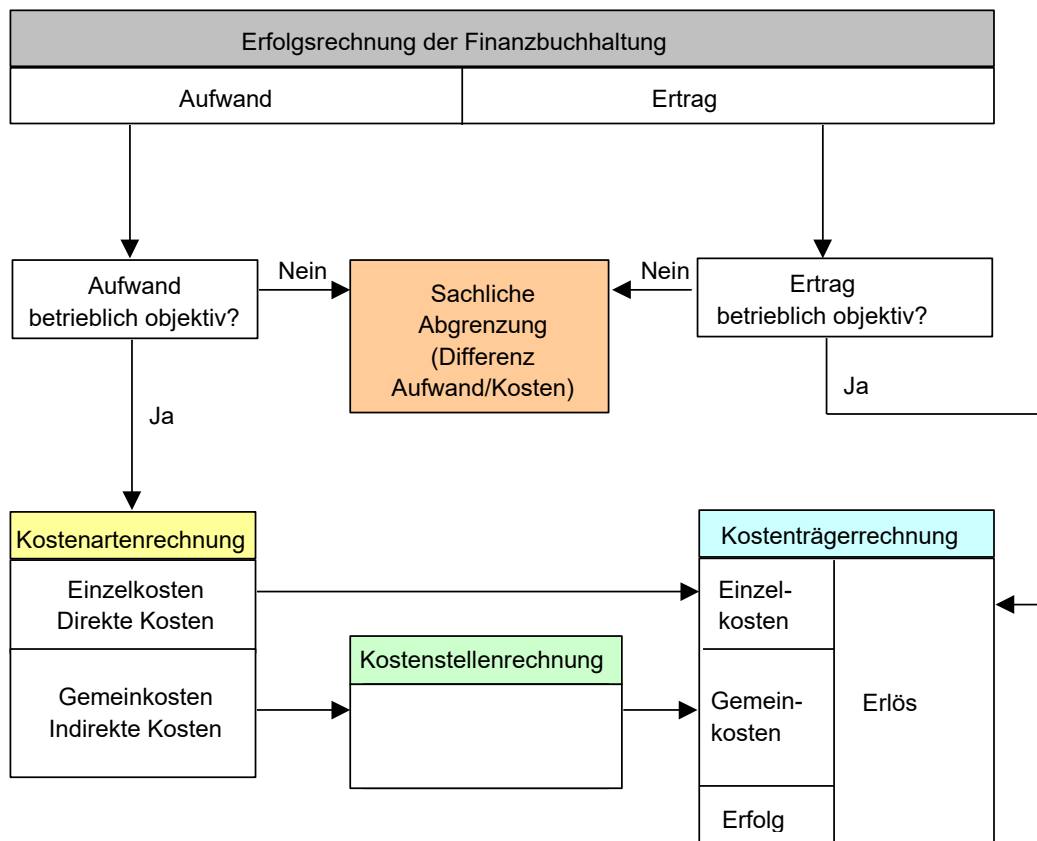 Erfolgsrechnung der Finanzbuchhaltung
Aufwand
Ertrag
Aufwand
betrieblich objektiv?
Nein
Sachliche
Abgrenzung
(Differenz
Aufwand/Kosten)
Nein
Ertrag
betrieblich objektiv?
Ja
Ja
Kostenartenrechnung
Einzelkosten
Direkte Kosten
Gemeinkosten
Indirekte Kosten
Kostenstellenrechnung
Kostenträgerrechnung
Einzel-
kosten
Gemein-
kosten
Erlös
Erfolg